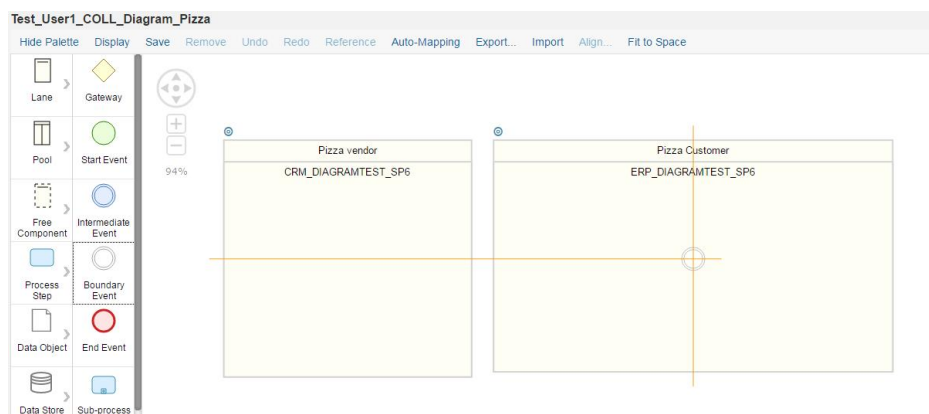 Test_User1_COLL_Diagram_Pizza
Hide Palette Display Save Remove Undo Redo Reference Auto-Mapping Export... Import Align... Fit to Space
Lane Gateway
Pool Start Event
94%
Free Component
Intermediate Event
Process Step
Boundary Event
Data Object End Event
Data Store Sub-process
Pizza vendor
CRM_DIAGRAMTEST_SP6
Pizza Customer
ERP_DIAGRAMTEST_SP6